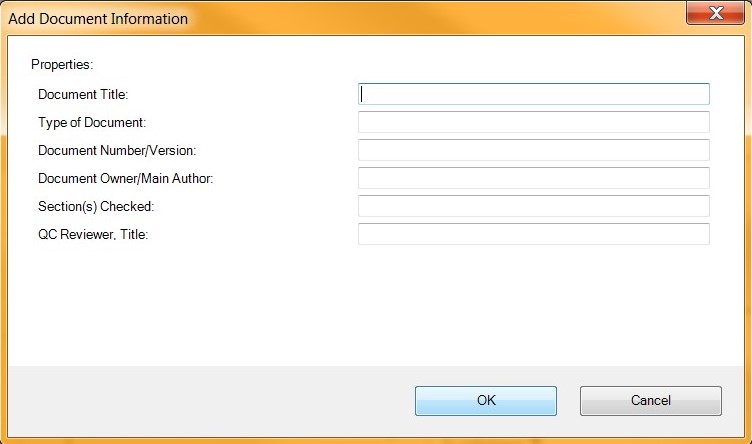 Add Document Information
Properties:
Document Title:
Type of Document:
Document Number/Version:
Document Owner/Main Author:
Section(s) Checked:
QC Reviewer, Title:
OK
Cancel